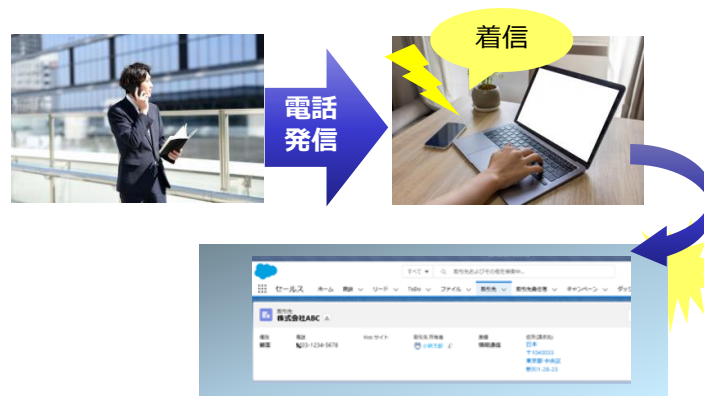 着信
電話
発信
すべて
取引先およびその他を検索中...
セールス ホーム 商談 リード ToDo ファイル 取引先 取引先責任者 キャンペーン
取引先
株式会社ABC
種別 電話 Web サイト 取引先 所有者 業種 住所(請求先)
顧客 03-1234-5678 情報通信 日本
〒1040033
東京都 中央区